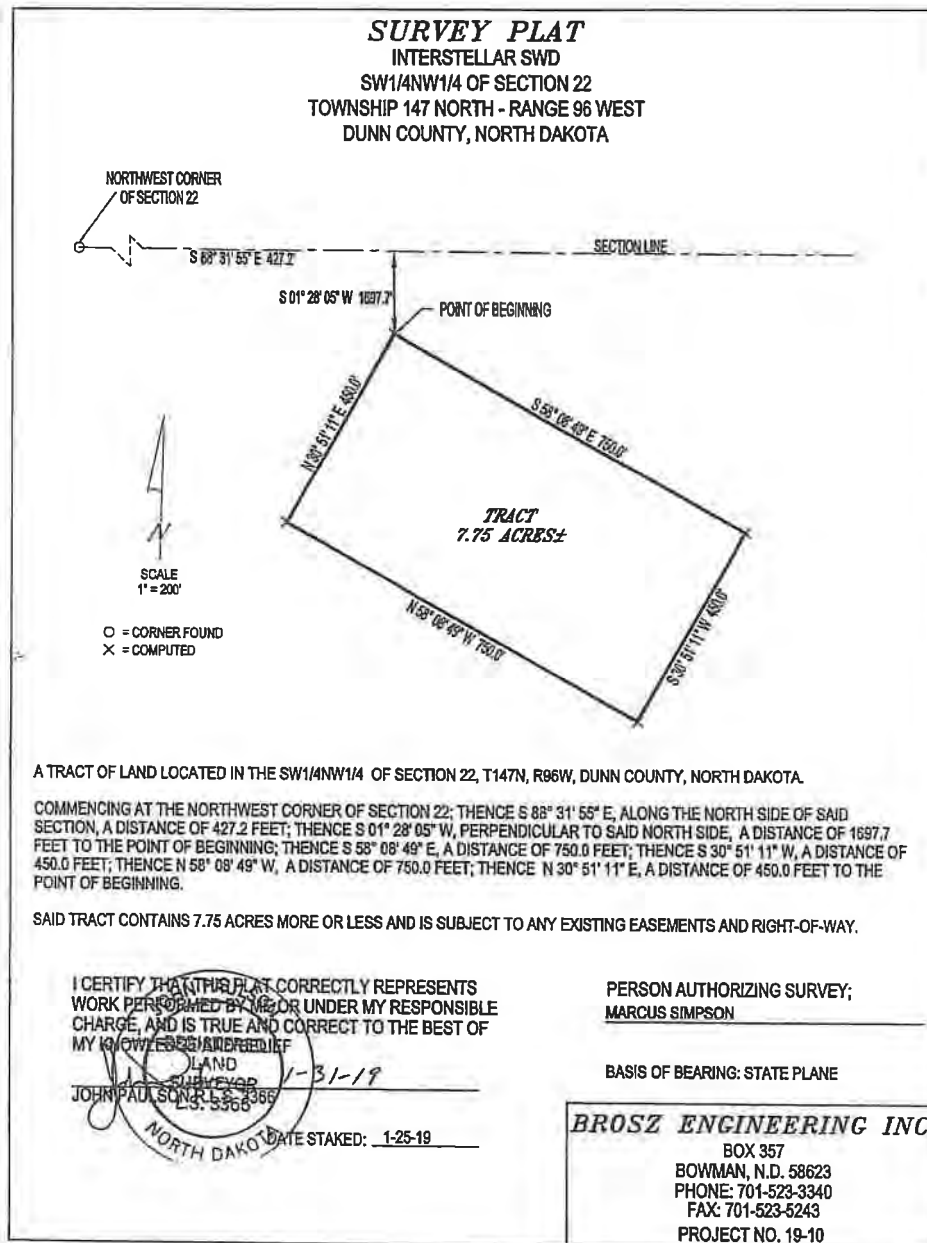 SURVEY PLAT
INTERSTELLAR SWD
SW1/4NW1/4 OF SECTION 22
TOWNSHIP 147 NORTH - RANGE 96 WEST
DUNN COUNTY, NORTH DAKOTA
NORTHWEST CORNER
OF SECTION 22
SECTION LINE
S 88° 31' 55" E 427.2'
S 01° 28' 05" W 1697.7'
POINT OF BEGINNING
N 30° 51' 11" E 450.0'
S 58° 08' 49" E 750.0'
TRACT
7.75 ACRES±
N
SCALE
1" = 200'
N 58° 08' 49" W 750.0'
S 30° 51' 11" W 450.0'
O = CORNER FOUND
X = COMPUTED
A TRACT OF LAND LOCATED IN THE SW1/4NW1/4 OF SECTION 22, T147N, R96W, DUNN COUNTY, NORTH DAKOTA.
COMMENCING AT THE NORTHWEST CORNER OF SECTION 22; THENCE S 88° 31' 55" E, ALONG THE NORTH SIDE OF SAID
SECTION, A DISTANCE OF 427.2 FEET; THENCE S 01° 28' 05" W, PERPENDICULAR TO SAID NORTH SIDE, A DISTANCE OF 1697.7
FEET TO THE POINT OF BEGINNING; THENCE S 58° 08' 49" E, A DISTANCE OF 750.0 FEET; THENCE S 30° 51' 11" W, A DISTANCE OF
450.0 FEET; THENCE N 58° 08' 49" W, A DISTANCE OF 750.0 FEET; THENCE N 30° 51' 11" E, A DISTANCE OF 450.0 FEET TO THE
POINT OF BEGINNING.
SAID TRACT CONTAINS 7.75 ACRES MORE OR LESS AND IS SUBJECT TO ANY EXISTING EASEMENTS AND RIGHT-OF-WAY.
I CERTIFY THAT THIS PLAT CORRECTLY REPRESENTS
WORK PERFORMED BY ME OR UNDER MY RESPONSIBLE
CHARGE, AND IS TRUE AND CORRECT TO THE BEST OF
MY KNOWLEDGE AND BELIEF
REGISTERED
LAND
SURVEYOR
L.S. 3366
NORTH DAKOTA
1-31-19
JOHN PAULSON R.L.S. 3366
DATE STAKED: 1-25-19
PERSON AUTHORIZING SURVEY;
MARCUS SIMPSON
BASIS OF BEARING: STATE PLANE
BROSZ ENGINEERING INC
BOX 357
BOWMAN, N.D. 58623
PHONE: 701-523-3340
FAX: 701-523-5243
PROJECT NO. 19-10